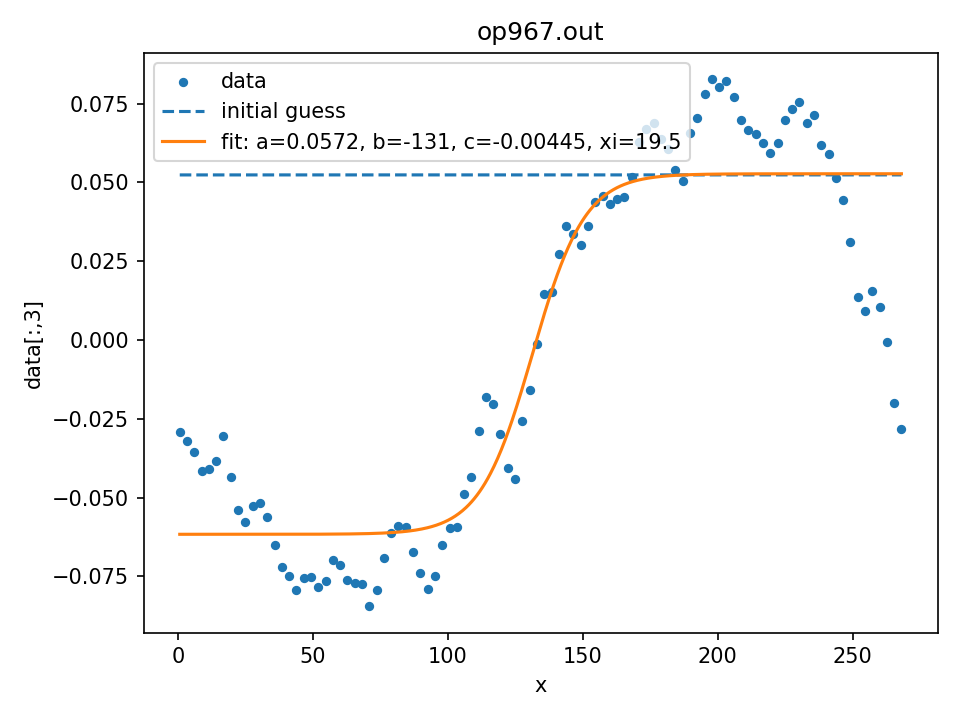 op967.out
data
initial guess
fit: a=0.0572, b=-131, c=-0.00445, xi=19.5
0.075
0.050
0.025
0.000
−0.025
−0.050
−0.075
data[:,3]
0 50 100 150 200 250
x